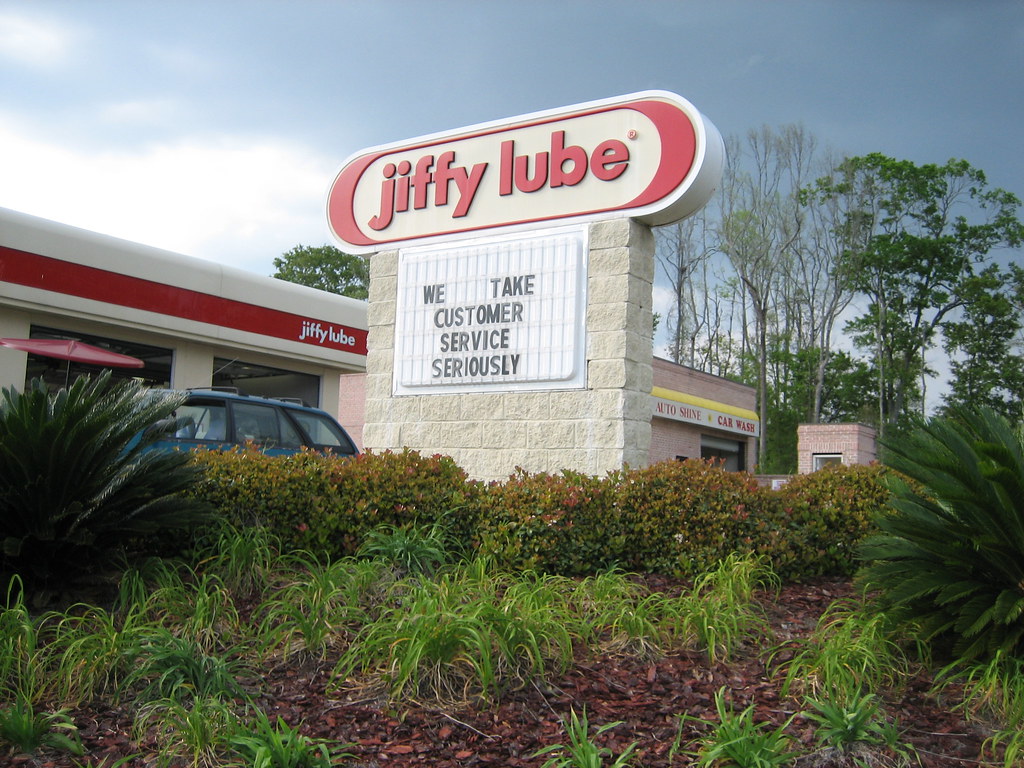 jiffy lube®
WE TAKE
CUSTOMER
SERVICE
SERIOUSLY
jiffy lube
AUTO SHINE CAR WASH